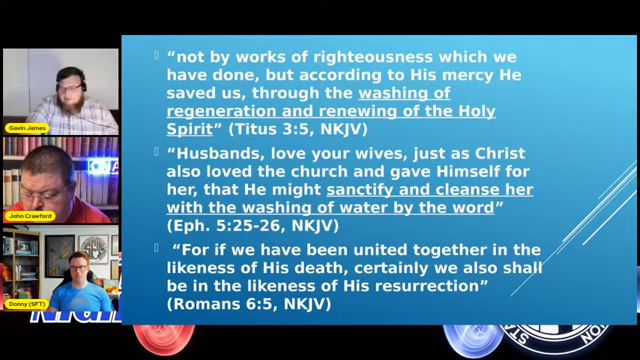 "not by works of righteousness which we
have done, but according to His mercy He
saved us, through the washing of
regeneration and renewing of the Holy
Spirit" (Titus 3:5, NKJV)
"Husbands, love your wives, just as Christ
also loved the church and gave Himself for
her, that He might sanctify and cleanse her
with the washing of water by the word"
(Eph. 5:25-26, NKJV)
"For if we have been united together in the
likeness of His death, certainly we also shall
be in the likeness of His resurrection"
(Romans 6:5, NKJV)
Gavin James
John Crawford
Donny (SFT)